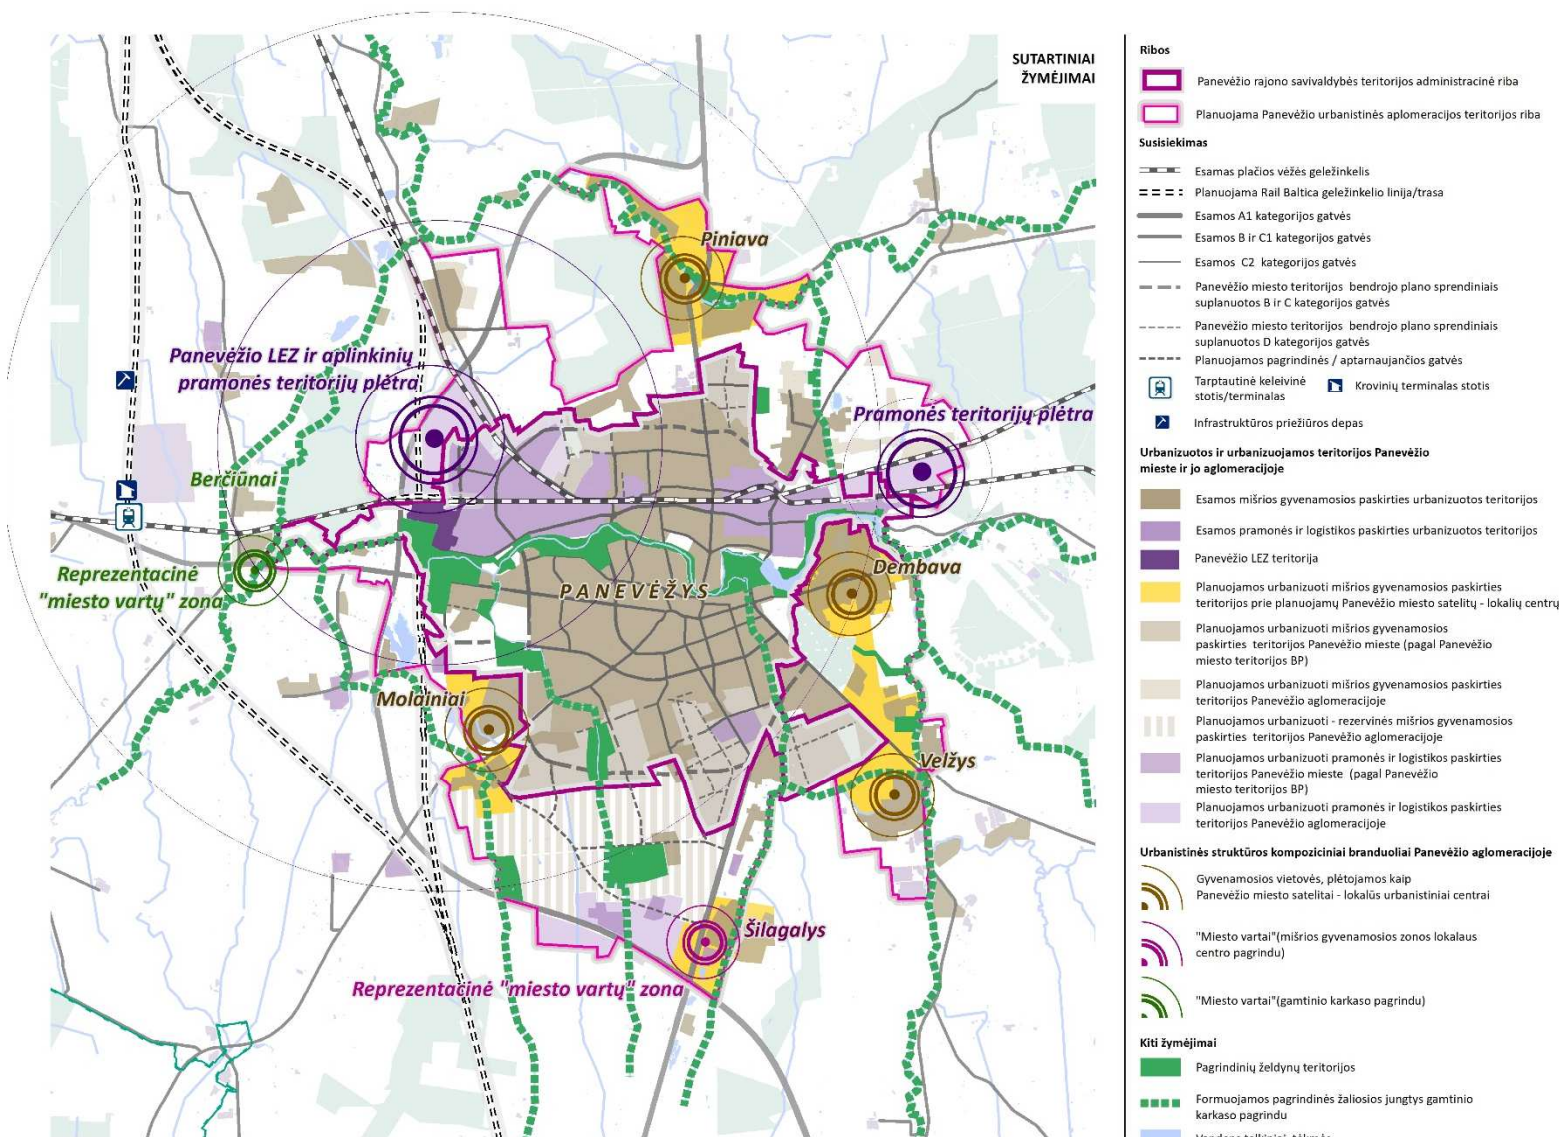 SUTARTINIAI
ŽYMĖJIMAI
Piniava
Panevėžio LEZ ir aplinkinių
pramonės teritorijų plėtra
Pramonės teritorijų plėtra
Berčiūnai
Reprezentacinė
"miesto vartų" zona
PANEVĖŽYS
Dembava
Molainiai
Velžys
Šilagalys
Reprezentacinė "miesto vartų" zona
Ribos
Panevėžio rajono savivaldybės teritorijos administracinė riba
Planuojama Panevėžio urbanistinės aplomeracijos teritorijos riba
Susisiekimas
Esamas plačios vėžės geležinkelis
Planuojama Rail Baltica geležinkelio linija/trasa
Esamos A1 kategorijos gatvės
Esamos B ir C1 kategorijos gatvės
Esamos C2 kategorijos gatvės
Panevėžio miesto teritorijos bendrojo plano sprendiniais
suplanuotos B ir C kategorijos gatvės
Panevėžio miesto teritorijos bendrojo plano sprendiniais
suplanuotos D kategorijos gatvės
Planuojamos pagrindinės / aptarnaujančios gatvės
Tarptautinė keleivinė
stotis/terminalas
Krovinių terminalas stotis
Infrastruktūros priežiūros depas
Urbanizuotos ir urbanizuojamos teritorijos Panevėžio
mieste ir jo aglomeracijoje
Esamos mišrios gyvenamosios paskirties urbanizuotos teritorijos
Esamos pramonės ir logistikos paskirties urbanizuotos teritorijos
Panevėžio LEZ teritorija
Planuojamos urbanizuoti mišrios gyvenamosios paskirties
teritorijos prie planuojamų Panevėžio miesto satelitų - lokalių centrų
Planuojamos urbanizuoti mišrios gyvenamosios
paskirties teritorijos Panevėžio mieste (pagal Panevėžio
miesto teritorijos BP)
Planuojamos urbanizuoti mišrios gyvenamosios paskirties
teritorijos Panevėžio aglomeracijoje
Planuojamos urbanizuoti - rezervinės mišrios gyvenamosios
paskirties teritorijos Panevėžio aglomeracijoje
Planuojamos urbanizuoti pramonės ir logistikos paskirties
teritorijos Panevėžio mieste (pagal Panevėžio
miesto teritorijos BP)
Planuojamos urbanizuoti pramonės ir logistikos paskirties
teritorijos Panevėžio aglomeracijoje
Urbanistinės struktūros kompoziciniai branduoliai Panevėžio aglomeracijoje
Gyvenamosios vietovės, plėtojamos kaip
Panevėžio miesto satelitai - lokalūs urbanistiniai centrai
"Miesto vartai"(mišrios gyvenamosios zonos lokalaus
centro pagrindu)
"Miesto vartai"(gamtinio karkaso pagrindu)
Kiti žymėjimai
Pagrindinių želdynų teritorijos
Formuojamos pagrindinės žaliosios jungtys gamtinio
karkaso pagrindu